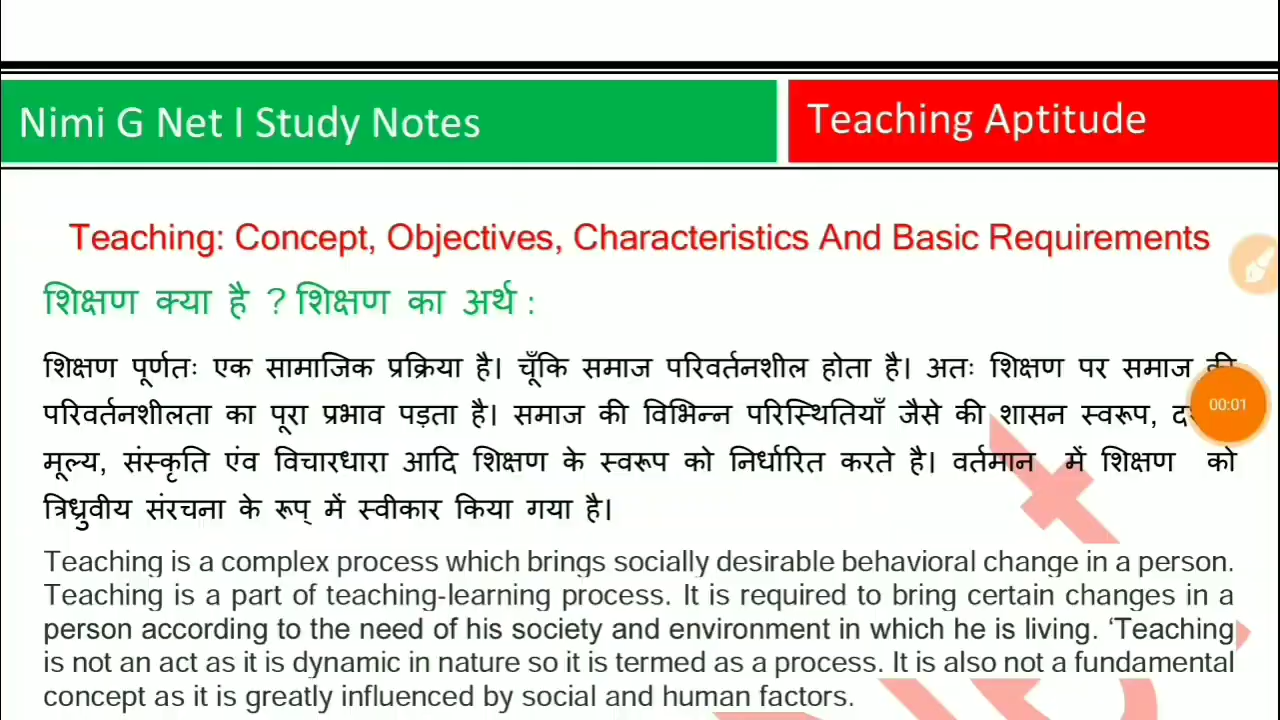 Nimi G Net I Study Notes
Teaching Aptitude
Teaching: Concept, Objectives, Characteristics And Basic Requirements
शिक्षण क्या है ? शिक्षण का अर्थ :
शिक्षण पूर्णतः एक सामाजिक प्रक्रिया है। चूँकि समाज परिवर्तनशील होता है। अतः शिक्षण पर समाज की
परिवर्तनशीलता का पूरा प्रभाव पड़ता है। समाज की विभिन्न परिस्थितियाँ जैसे की शासन स्वरूप,
00:01
मूल्य, संस्कृति एंव विचारधारा आदि शिक्षण के स्वरूप को निर्धारित करते है। वर्तमान में शिक्षण को
त्रिध्रुवीय संरचना के रूप् में स्वीकार किया गया है।
Teaching is a complex process which brings socially desirable behavioral change in a person.
Teaching is a part of teaching-learning process. It is required to bring certain changes in a
person according to the need of his society and environment in which he is living. ‘Teaching
is not an act as it is dynamic in nature so it is termed as a process. It is also not a fundamental
concept as it is greatly influenced by social and human factors.